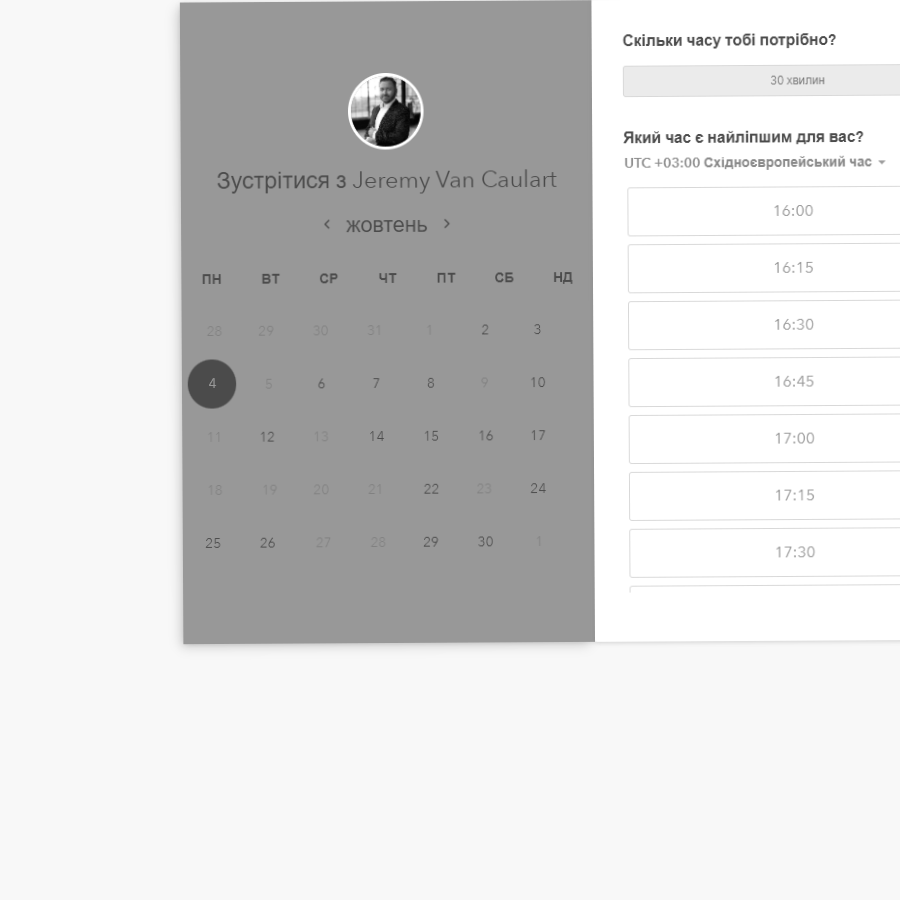 Зустрітися з Jeremy Van Caulart
жовтень
ПН ВТ СР ЧТ ПТ СБ НД
28 29 30 31 1 2 3
4 5 6 7 8 9 10
11 12 13 14 15 16 17
18 19 20 21 22 23 24
25 26 27 28 29 30 1
Скільки часу тобі потрібно?
30 хвилин
Який час є найліпшим для вас?
UTC +03:00 Східноєвропейський час
16:00
16:15
16:30
16:45
17:00
17:15
17:30